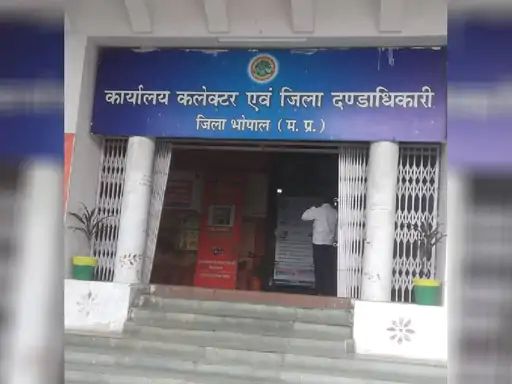 कार्यालय कलेक्टर एवं जिला दण्डाधिकारी
जिला भोपाल ( म. प्र. )